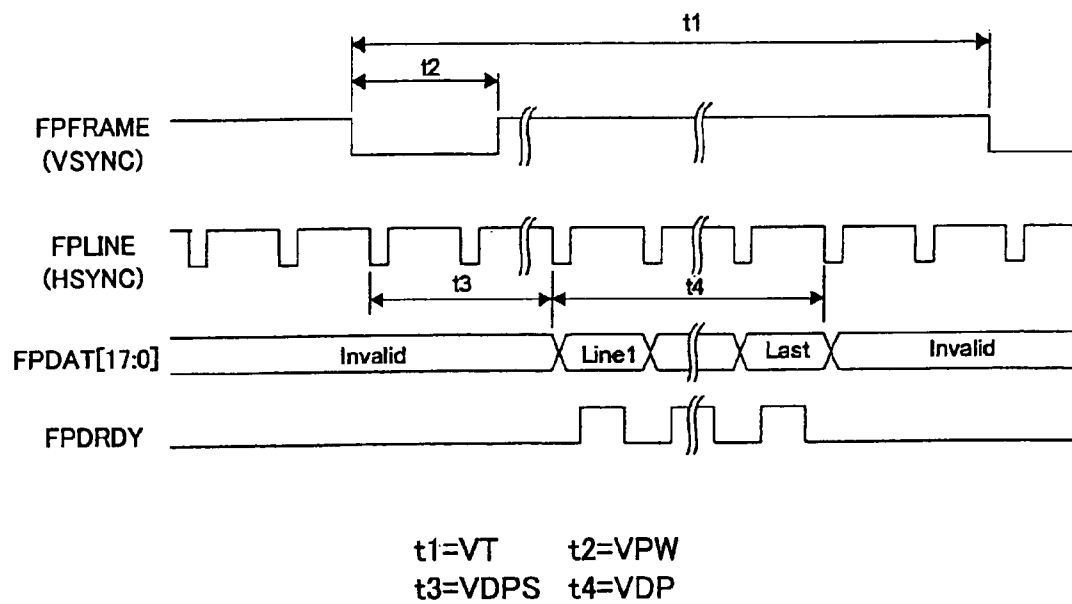 t1
t2
FPFRAME
(VSYNC)
FPLINE
(HSYNC)
t3
t4
FPDAT[17:0]
Invalid
Line1
Last
Invalid
FPDRDY
t1=VT t2=VPW
t3=VDPS t4=VDP